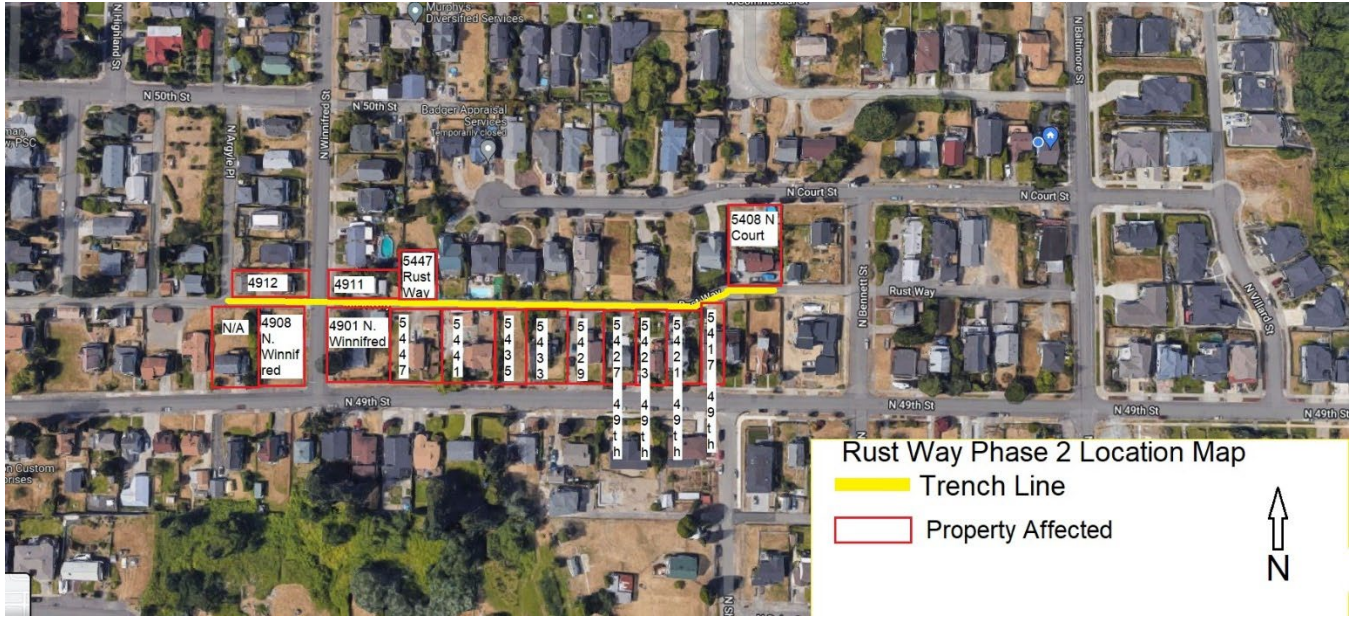 Murphy's
Diversified Services
N Highland St
N 50th St
N Winnifred St
N Argyle Pl
N 50th St
Badger Appraisal
Services
Temporarily closed
N Baltimore St
N Court St
N Court St
5408 N
Court
5447
Rust
Way
4912
4911
Rust Way
Rust Way
N Bennett St
N Villard St
N/A
4908
N.
Winnif
red
4901 N.
Winnifred
5447
5441
5435
5433
5429
5427 49th
5423 49th
5421 49th
5417 49th
N 49th St
N 49th St
N 49th St
N 49th St
Rust Way Phase 2 Location Map
Trench Line
Property Affected
N